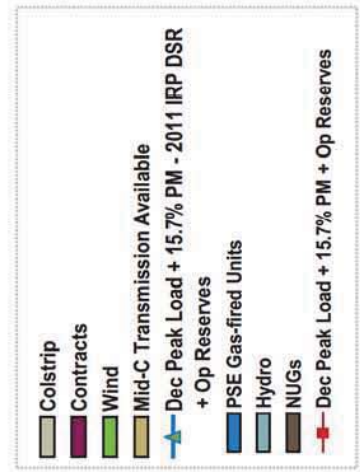 Colstrip
Contracts
Wind
Mid-C Transmission Available
Dec Peak Load + 15.7% PM - 2011 IRP DSR
+ Op Reserves
PSE Gas-fired Units
Hydro
NUGs
Dec Peak Load + 15.7% PM + Op Reserves